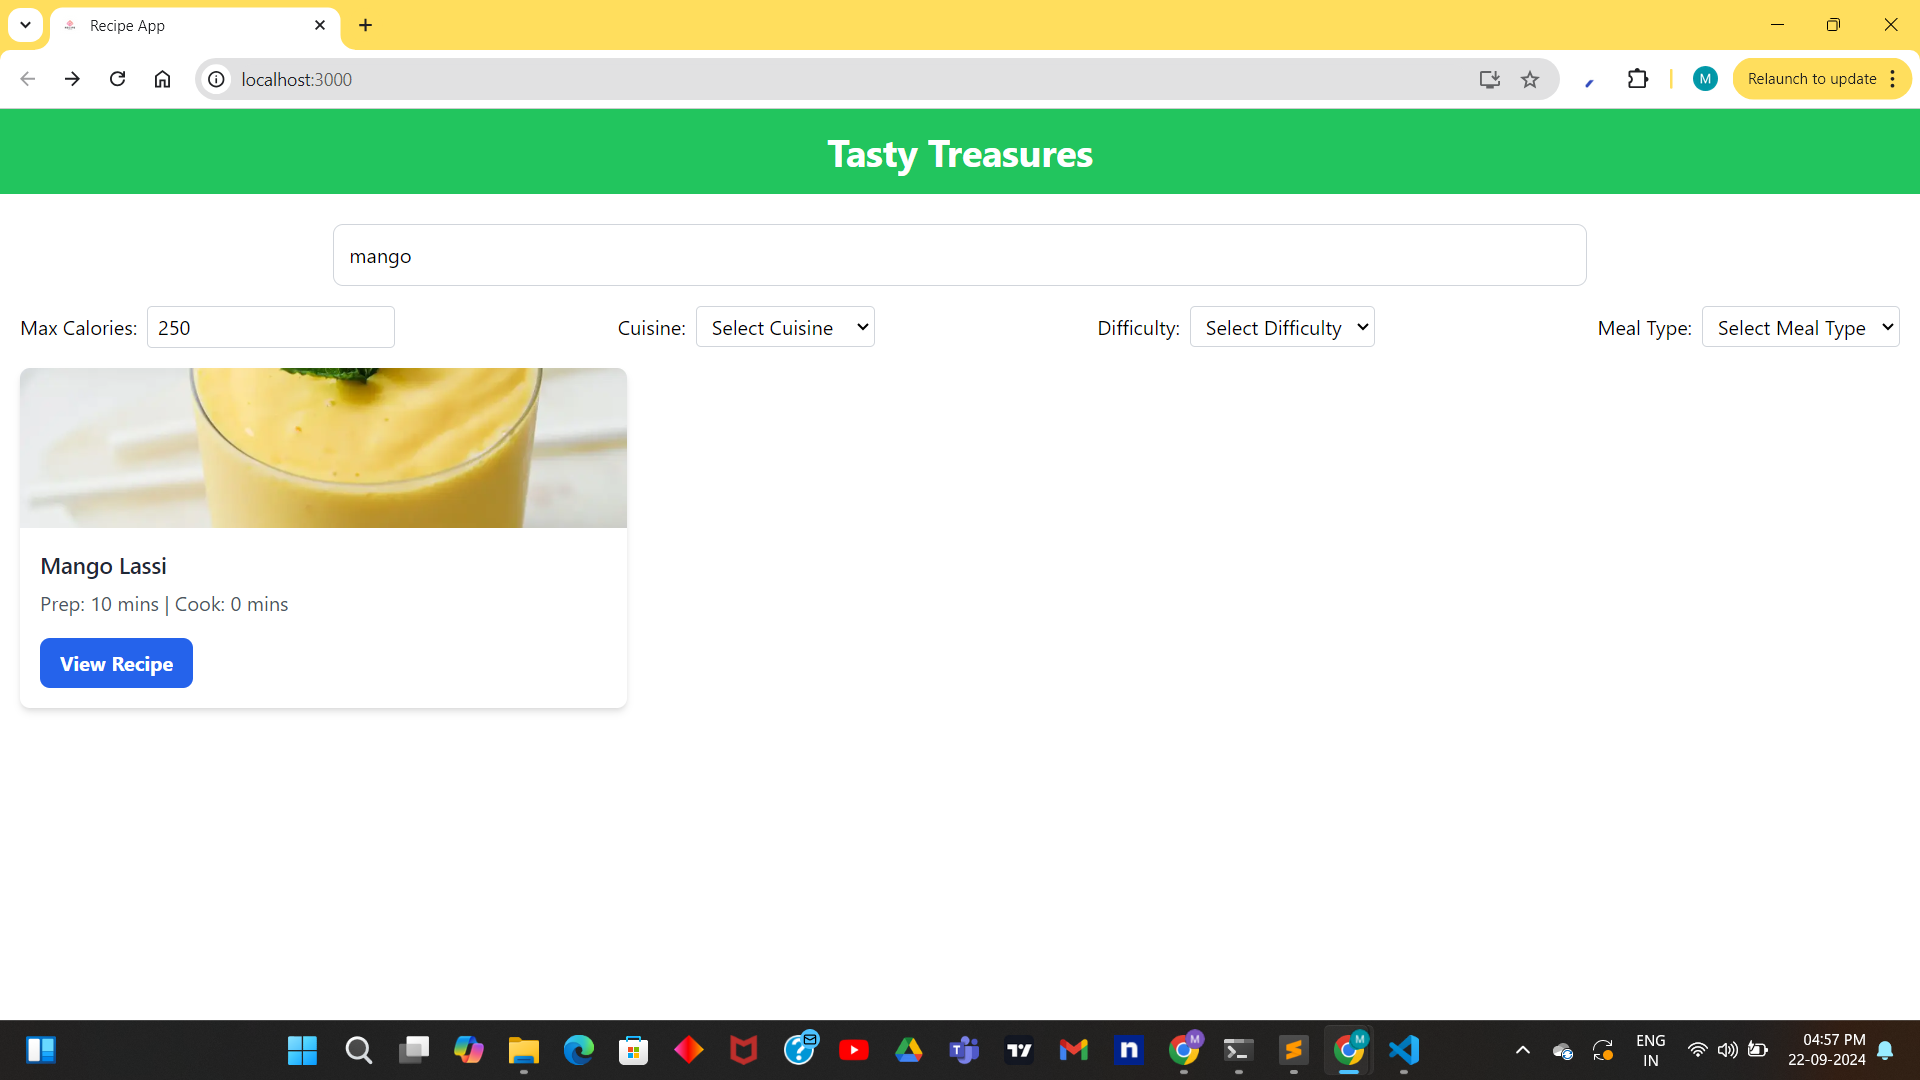 Recipe App
localhost:3000
M
Relaunch to update
Tasty Treasures
mango
Max Calories: 250
Cuisine: Select Cuisine
Difficulty: Select Difficulty
Meal Type: Select Meal Type
Mango Lassi
Prep: 10 mins | Cook: 0 mins
View Recipe
M
M
n
ENG
IN
04:57 PM
22-09-2024